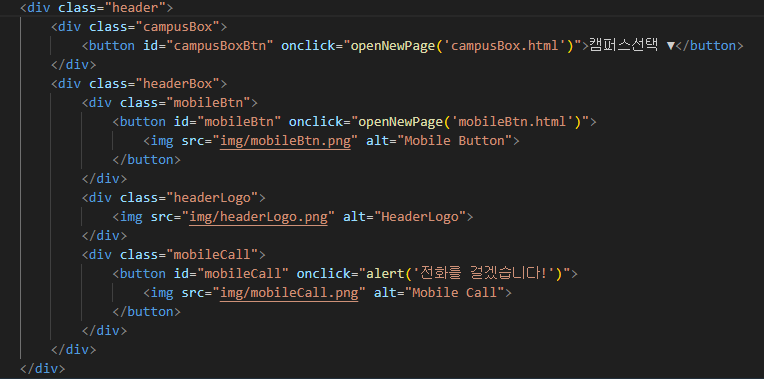 <div class="header">
<div class="campusBox">
<button id="campusBoxBtn" onclick="openNewPage('campusBox.html')">캠퍼스선택 ▼</button>
</div>
<div class="headerBox">
<div class="mobileBtn">
<button id="mobileBtn" onclick="openNewPage('mobileBtn.html')">
<img src="img/mobileBtn.png" alt="Mobile Button">
</button>
</div>
<div class="headerLogo">
<img src="img/headerLogo.png" alt="HeaderLogo">
</div>
<div class="mobileCall">
<button id="mobileCall" onclick="alert('전화를 걸겠습니다!')">
<img src="img/mobileCall.png" alt="Mobile Call">
</button>
</div>
</div>
</div>